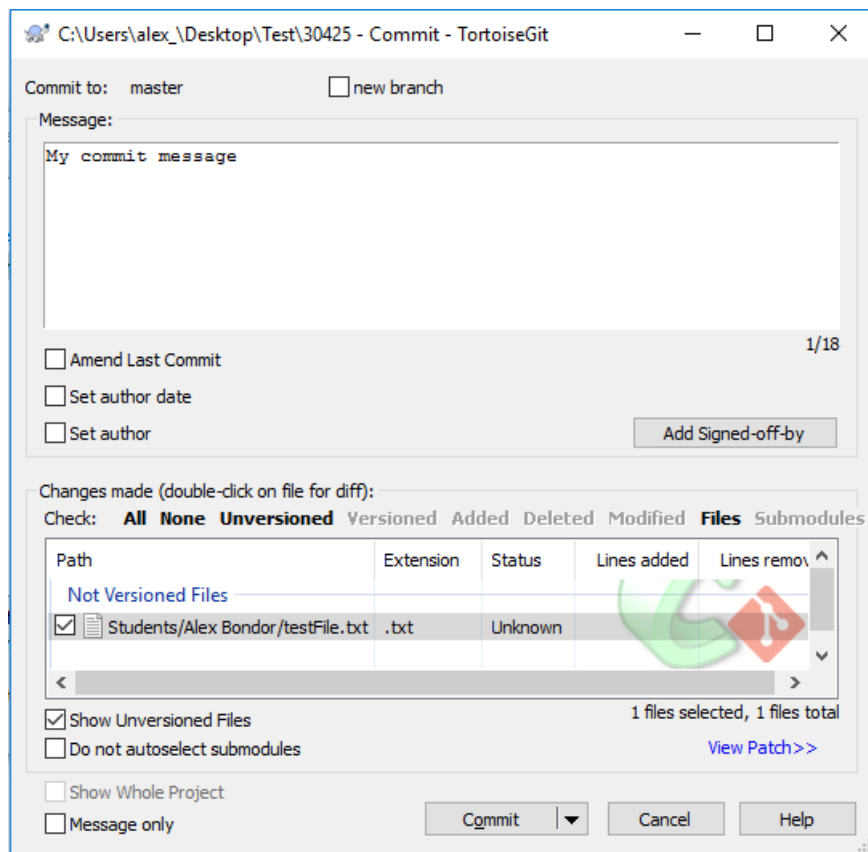 C:\Users\alex_\Desktop\Test\30425 - Commit - TortoiseGit
Commit to: master new branch
Message:
My commit message
1/18
Amend Last Commit
Set author date
Set author Add Signed-off-by
Changes made (double-click on file for diff):
Check: All None Unversioned Versioned Added Deleted Modified Files Submodules
Path Extension Status Lines added Lines remov
Not Versioned Files
Students/Alex Bondor/testFile.txt .txt Unknown
Show Unversioned Files 1 files selected, 1 files total
Do not autoselect submodules View Patch>>
Show Whole Project
Message only Commit Cancel Help